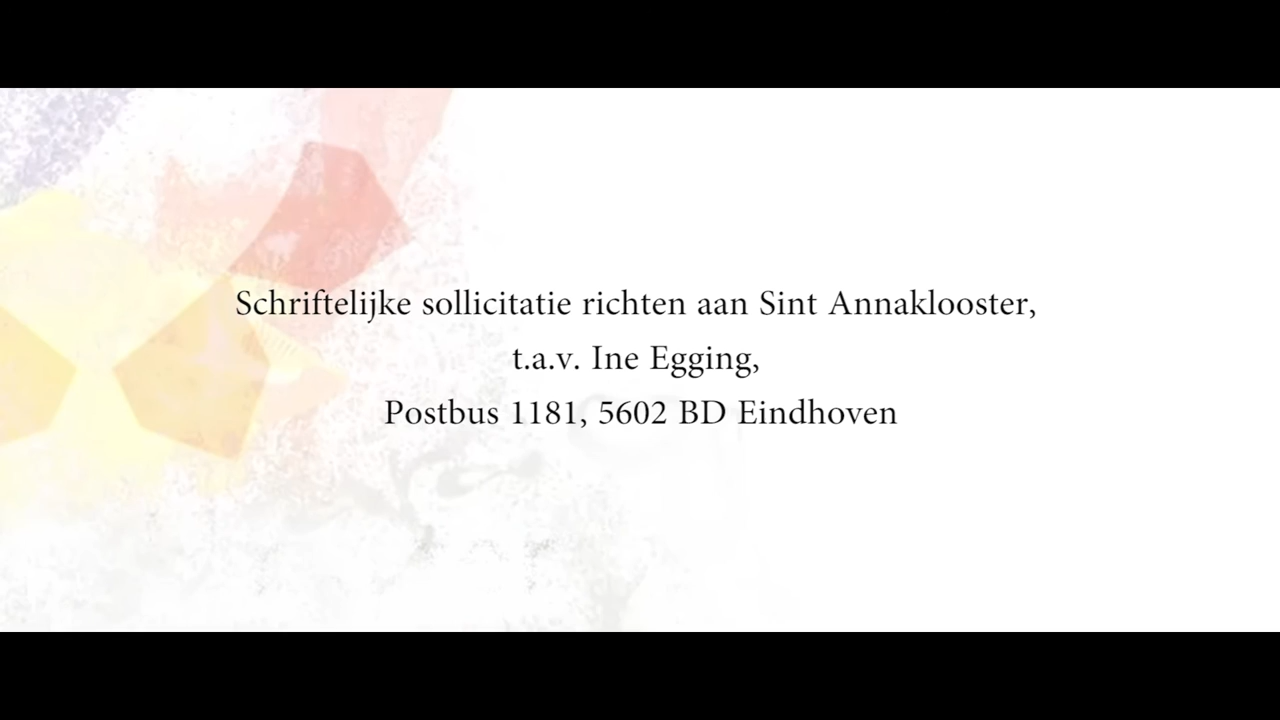 Schriftelijke sollicitatie richten aan Sint Annaklooster,
t.a.v. Ine Egging,
Postbus 1181, 5602 BD Eindhoven